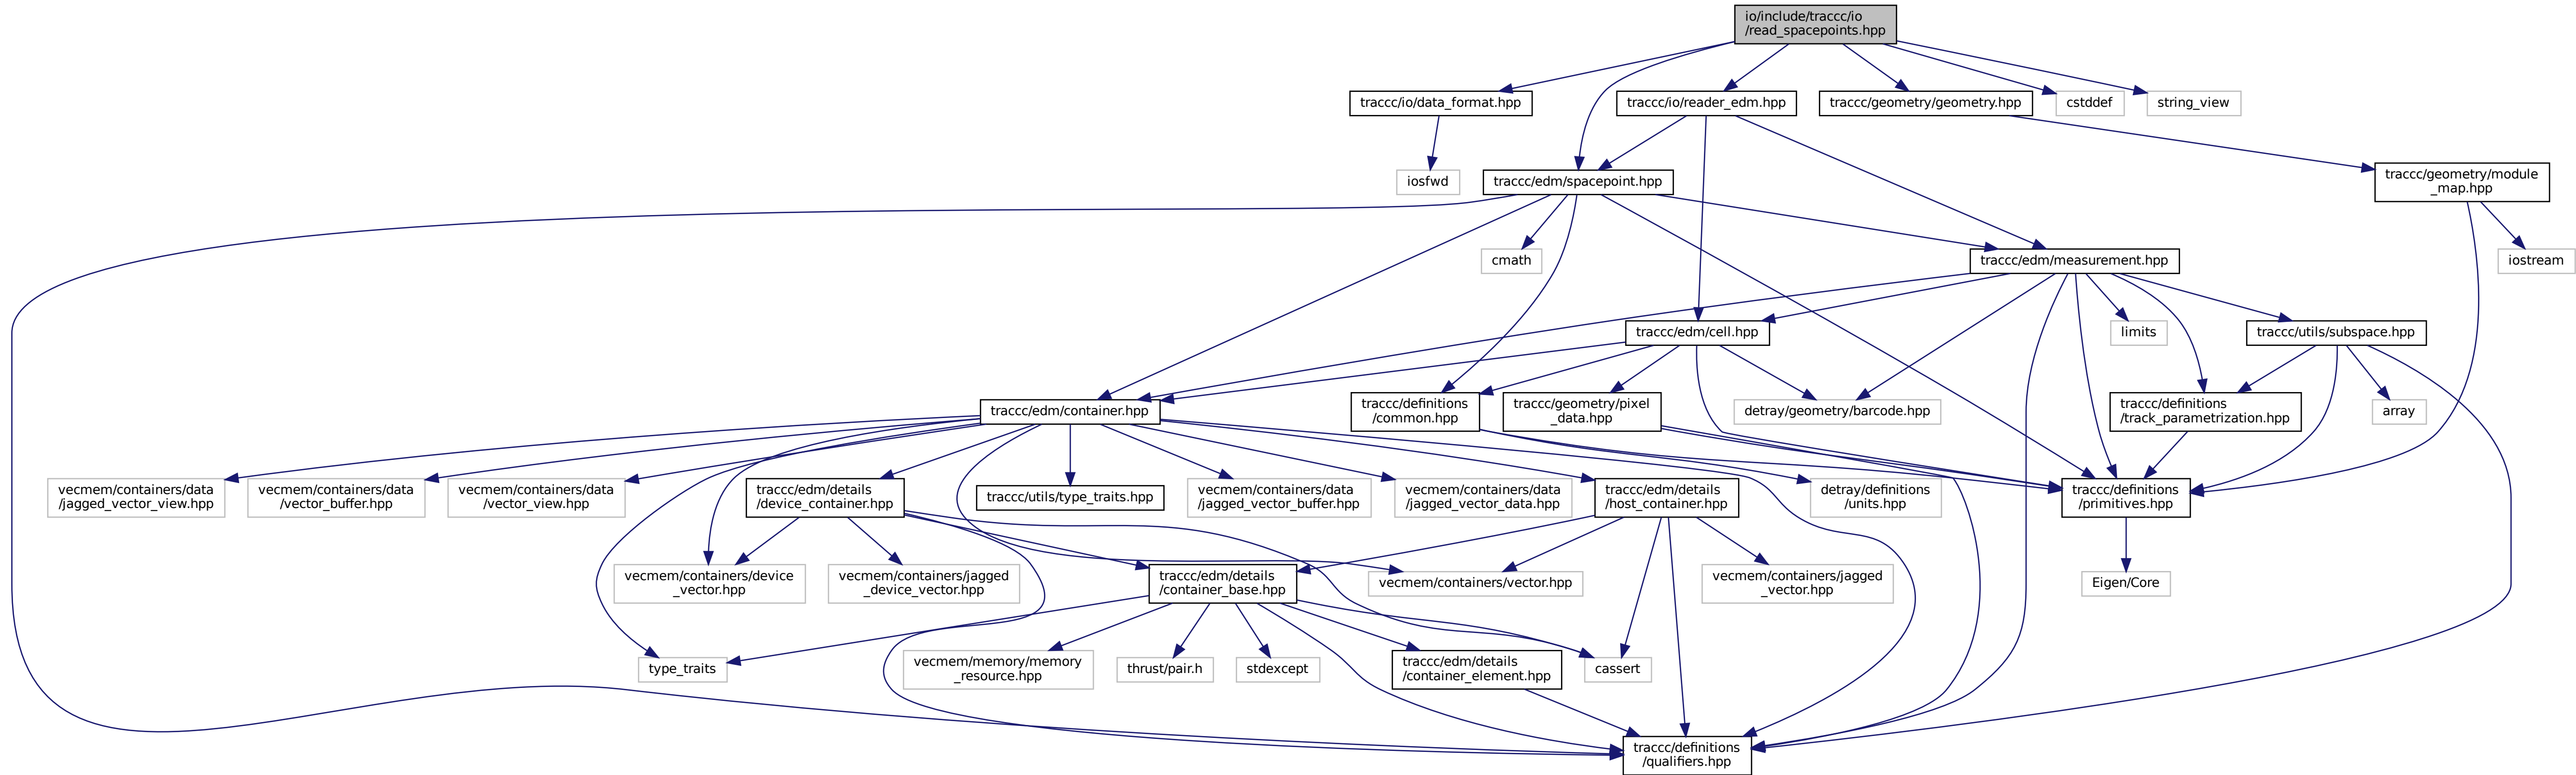 io/include/traccc/io
/read_spacepoints.hpp
traccc/io/data_format.hpp
traccc/io/reader_edm.hpp
traccc/geometry/geometry.hpp
cstddef
string_view
iosfwd
traccc/edm/spacepoint.hpp
traccc/geometry/module
_map.hpp
cmath
traccc/edm/measurement.hpp
iostream
traccc/edm/cell.hpp
limits
traccc/utils/subspace.hpp
traccc/edm/container.hpp
traccc/definitions
/common.hpp
traccc/geometry/pixel
_data.hpp
detray/geometry/barcode.hpp
traccc/definitions
/track_parametrization.hpp
array
vecmem/containers/data
/jagged_vector_view.hpp
vecmem/containers/data
/vector_buffer.hpp
vecmem/containers/data
/vector_view.hpp
traccc/edm/details
/device_container.hpp
traccc/utils/type_traits.hpp
vecmem/containers/data
/jagged_vector_buffer.hpp
vecmem/containers/data
/jagged_vector_data.hpp
traccc/edm/details
/host_container.hpp
detray/definitions
/units.hpp
traccc/definitions
/primitives.hpp
vecmem/containers/device
_vector.hpp
vecmem/containers/jagged
_device_vector.hpp
traccc/edm/details
/container_base.hpp
vecmem/containers/vector.hpp
vecmem/containers/jagged
_vector.hpp
Eigen/Core
type_traits
vecmem/memory/memory
_resource.hpp
thrust/pair.h
stdexcept
traccc/edm/details
/container_element.hpp
cassert
traccc/definitions
/qualifiers.hpp